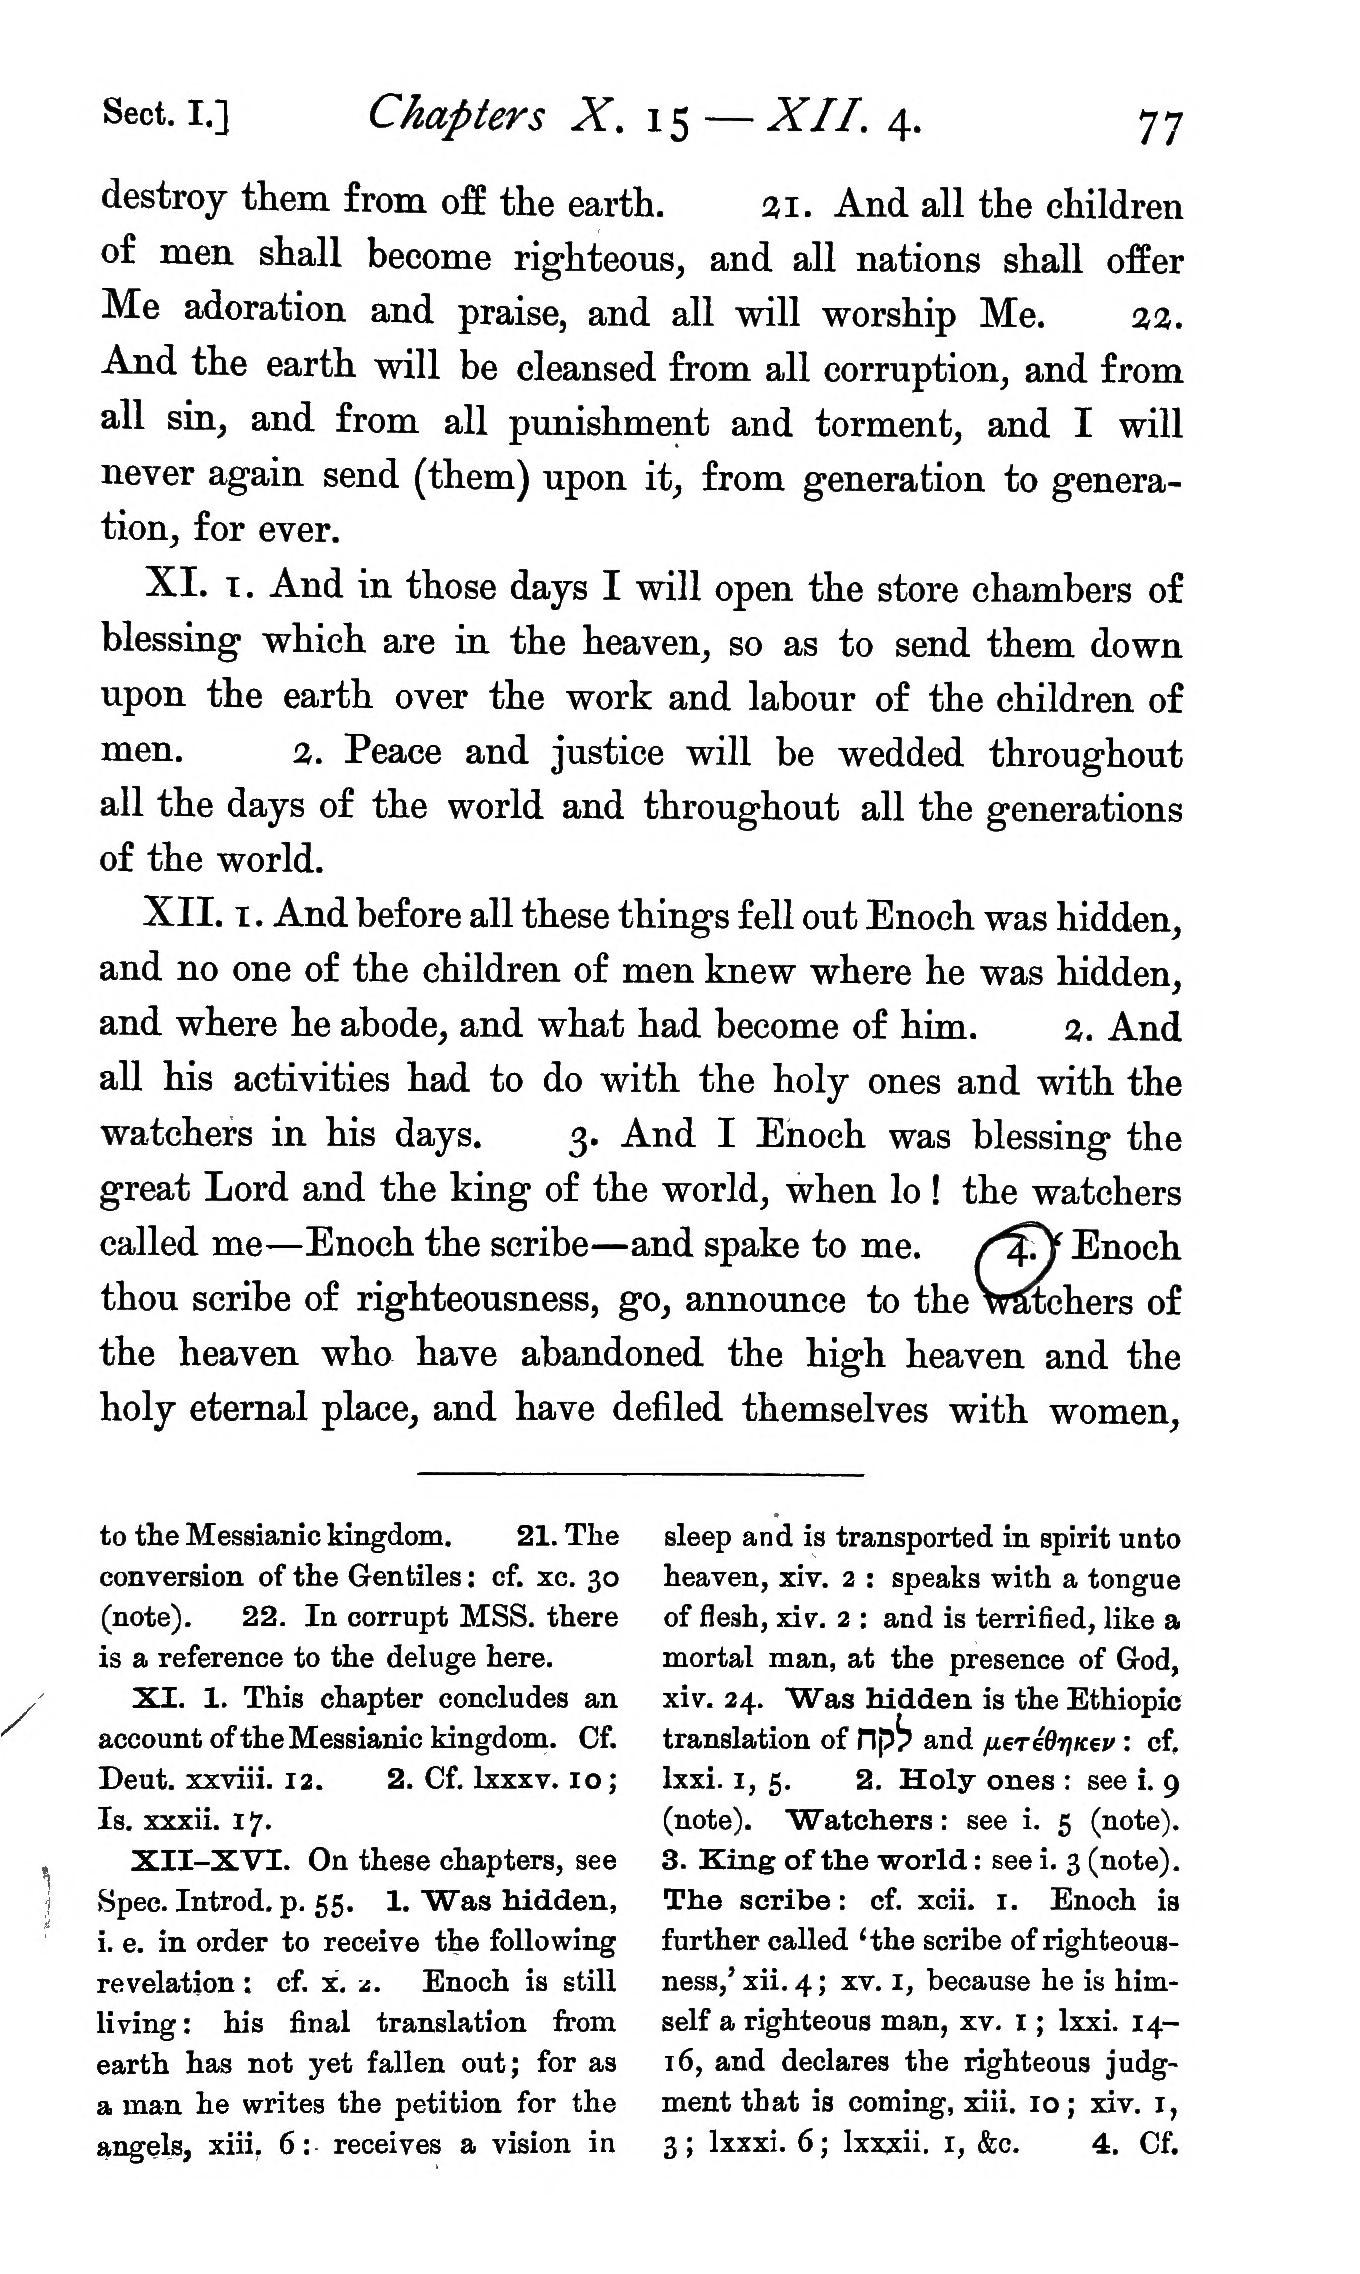 Sect. I.] Chapters X. 15 — XII. 4. 77
destroy them from off the earth. 21. And all the children
of men shall become righteous, and all nations shall offer
Me adoration and praise, and all will worship Me. 22.
And the earth will be cleansed from all corruption, and from
all sin, and from all punishment and torment, and I will
never again send (them) upon it, from generation to genera-
tion, for ever.
XI. 1. And in those days I will open the store chambers of
blessing which are in the heaven, so as to send them down
upon the earth over the work and labour of the children of
men. 2. Peace and justice will be wedded throughout
all the days of the world and throughout all the generations
of the world.
XII. 1. And before all these things fell out Enoch was hidden,
and no one of the children of men knew where he was hidden,
and where he abode, and what had become of him. 2. And
all his activities had to do with the holy ones and with the
watchers in his days. 3. And I Enoch was blessing the
great Lord and the king of the world, when lo ! the watchers
called me—Enoch the scribe—and spake to me. 4. ‘ Enoch
thou scribe of righteousness, go, announce to the watchers of
the heaven who have abandoned the high heaven and the
holy eternal place, and have defiled themselves with women,
to the Messianic kingdom. 21. The
conversion of the Gentiles: cf. xc. 30
(note). 22. In corrupt MSS. there
is a reference to the deluge here.
XI. 1. This chapter concludes an
account of the Messianic kingdom. Cf.
Deut. xxviii. 12. 2. Cf. lxxxv. 10;
Is. xxxii. 17.
XII–XVI. On these chapters, see
Spec. Introd. p. 55. 1. Was hidden,
i. e. in order to receive the following
revelation: cf. x. 2. Enoch is still
living: his final translation from
earth has not yet fallen out; for as
a man he writes the petition for the
angels, xiii. 6: receives a vision in
sleep and is transported in spirit unto
heaven, xiv. 2 : speaks with a tongue
of flesh, xiv. 2 : and is terrified, like a
mortal man, at the presence of God,
xiv. 24. Was hidden is the Ethiopic
translation of לקח and μετέθηκεν : cf.
lxxi. 1, 5. 2. Holy ones : see i. 9
(note). Watchers: see i. 5 (note).
3. King of the world: see i. 3 (note).
The scribe: cf. xcii. 1. Enoch is
further called ‘the scribe of righteous-
ness,’ xii. 4; xv. 1, because he is him-
self a righteous man, xv. 1; lxxi. 14–
16, and declares the righteous judg-
ment that is coming, xiii. 10; xiv. 1,
3; lxxxi. 6; lxxxii. 1, &c. 4. Cf.